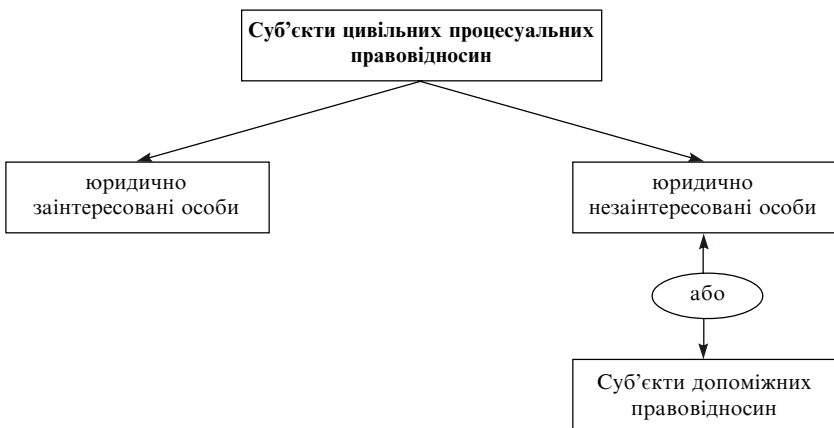 Суб’єкти цивільних процесуальних
правовідносин
юридично
заінтересовані особи
юридично
незаінтересовані особи
або
Суб’єкти допоміжних
правовідносин